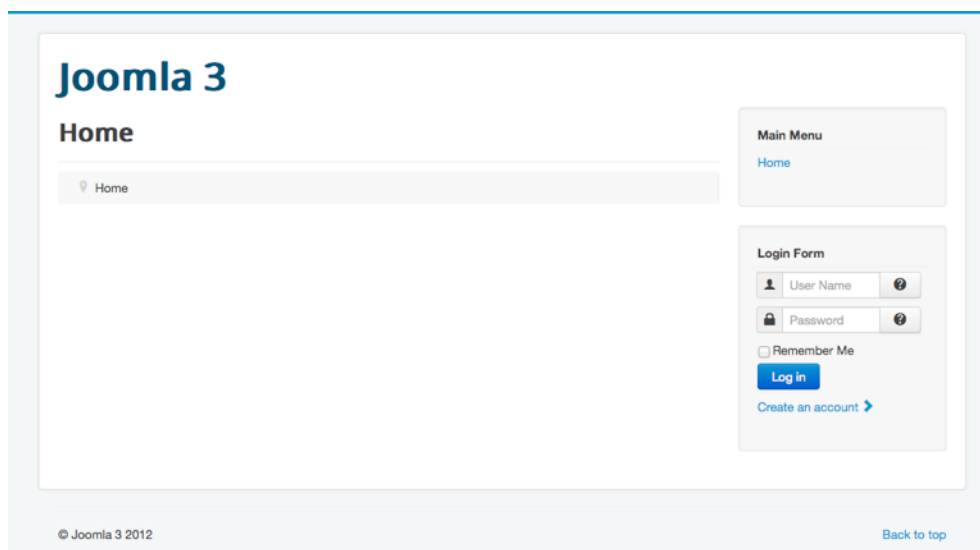 Joomla 3
Home
Home
Main Menu
Home
Login Form
User Name
Password
Remember Me
Log in
Create an account
© Joomla 3 2012
Back to top